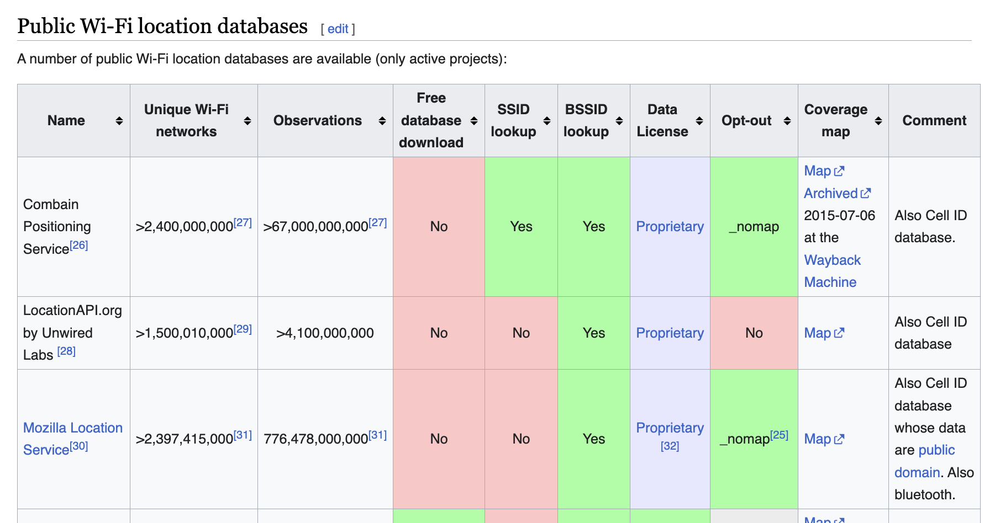 Public Wi-Fi location databases [ edit ]
A number of public Wi-Fi location databases are available (only active projects):
Name
Unique Wi-Fi
networks
Observations
Free
database
download
SSID
lookup
BSSID
lookup
Data
License
Opt-out
Coverage
map
Comment
Combain
Positioning
Service[26]
>2,400,000,000[27]
>67,000,000,000[27]
No
Yes
Yes
Proprietary
_nomap
Map
Archived
2015-07-06
at the
Wayback
Machine
Also Cell ID
database.
LocationAPI.org
by Unwired
Labs [28]
>1,500,010,000[29]
>4,100,000,000
No
No
Yes
Proprietary
No
Map
Also Cell ID
database
Mozilla Location
Service[30]
>2,397,415,000[31]
776,478,000,000[31]
No
No
Yes
Proprietary
[32]
_nomap[25]
Map
Also Cell ID
database
whose data
are public
domain. Also
bluetooth.
Map